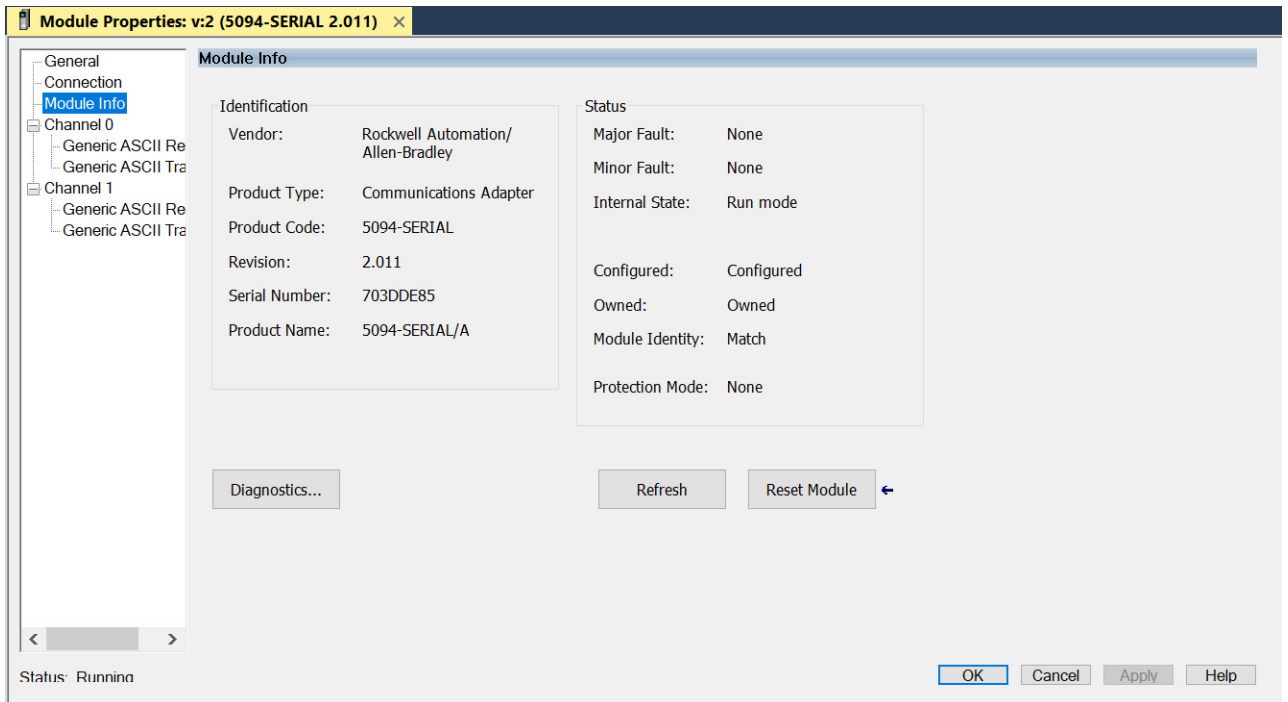 Module Properties: v:2 (5094-SERIAL 2.011) ×
General
Connection
Module Info
Channel 0
Generic ASCII Re
Generic ASCII Tra
Channel 1
Generic ASCII Re
Generic ASCII Tra
Status: Running
Module Info
Identification
Vendor: Rockwell Automation/
Allen-Bradley
Product Type: Communications Adapter
Product Code: 5094-SERIAL
Revision: 2.011
Serial Number: 703DDE85
Product Name: 5094-SERIAL/A
Status
Major Fault: None
Minor Fault: None
Internal State: Run mode
Configured: Configured
Owned: Owned
Module Identity: Match
Protection Mode: None
Diagnostics...
Refresh
Reset Module ←
OK
Cancel
Apply
Help